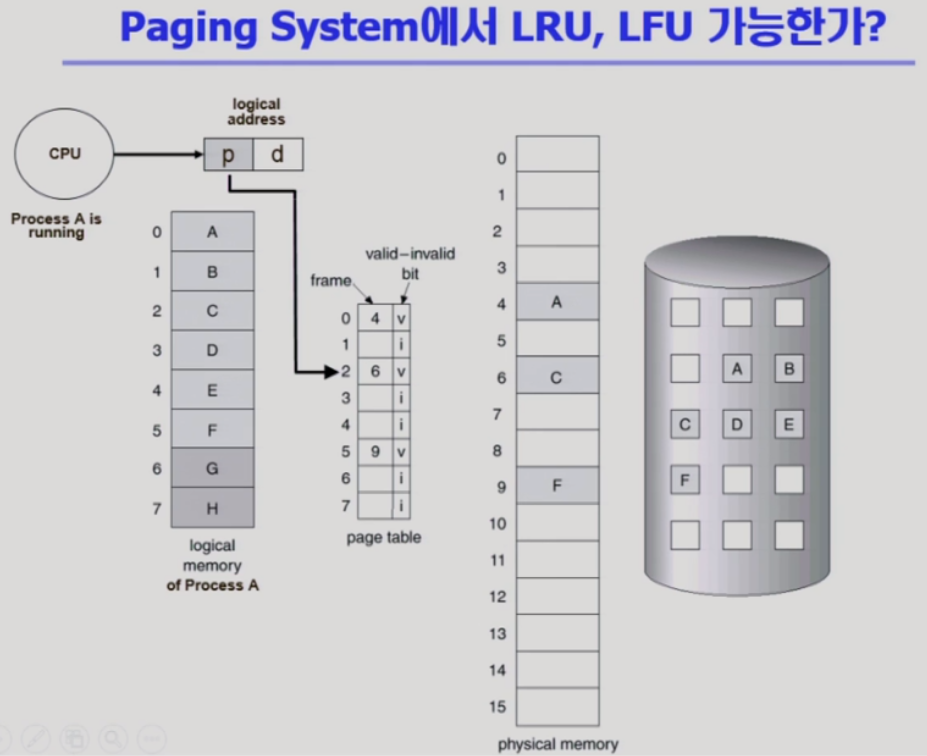 Paging System에서 LRU, LFU 가능한가?
logical
address
CPU
p d
Process A is
running
0 A
1 B
2 C
3 D
4 E
5 F
6 G
7 H
logical
memory
of Process A
valid–invalid
bit
frame
0 4 v
1 i
2 6 v
3 i
4 i
5 9 v
6 i
7 i
page table
0
1
2
3
4 A
5
6 C
7
8
9 F
10
11
12
13
14
15
physical memory
A B
C D E
F